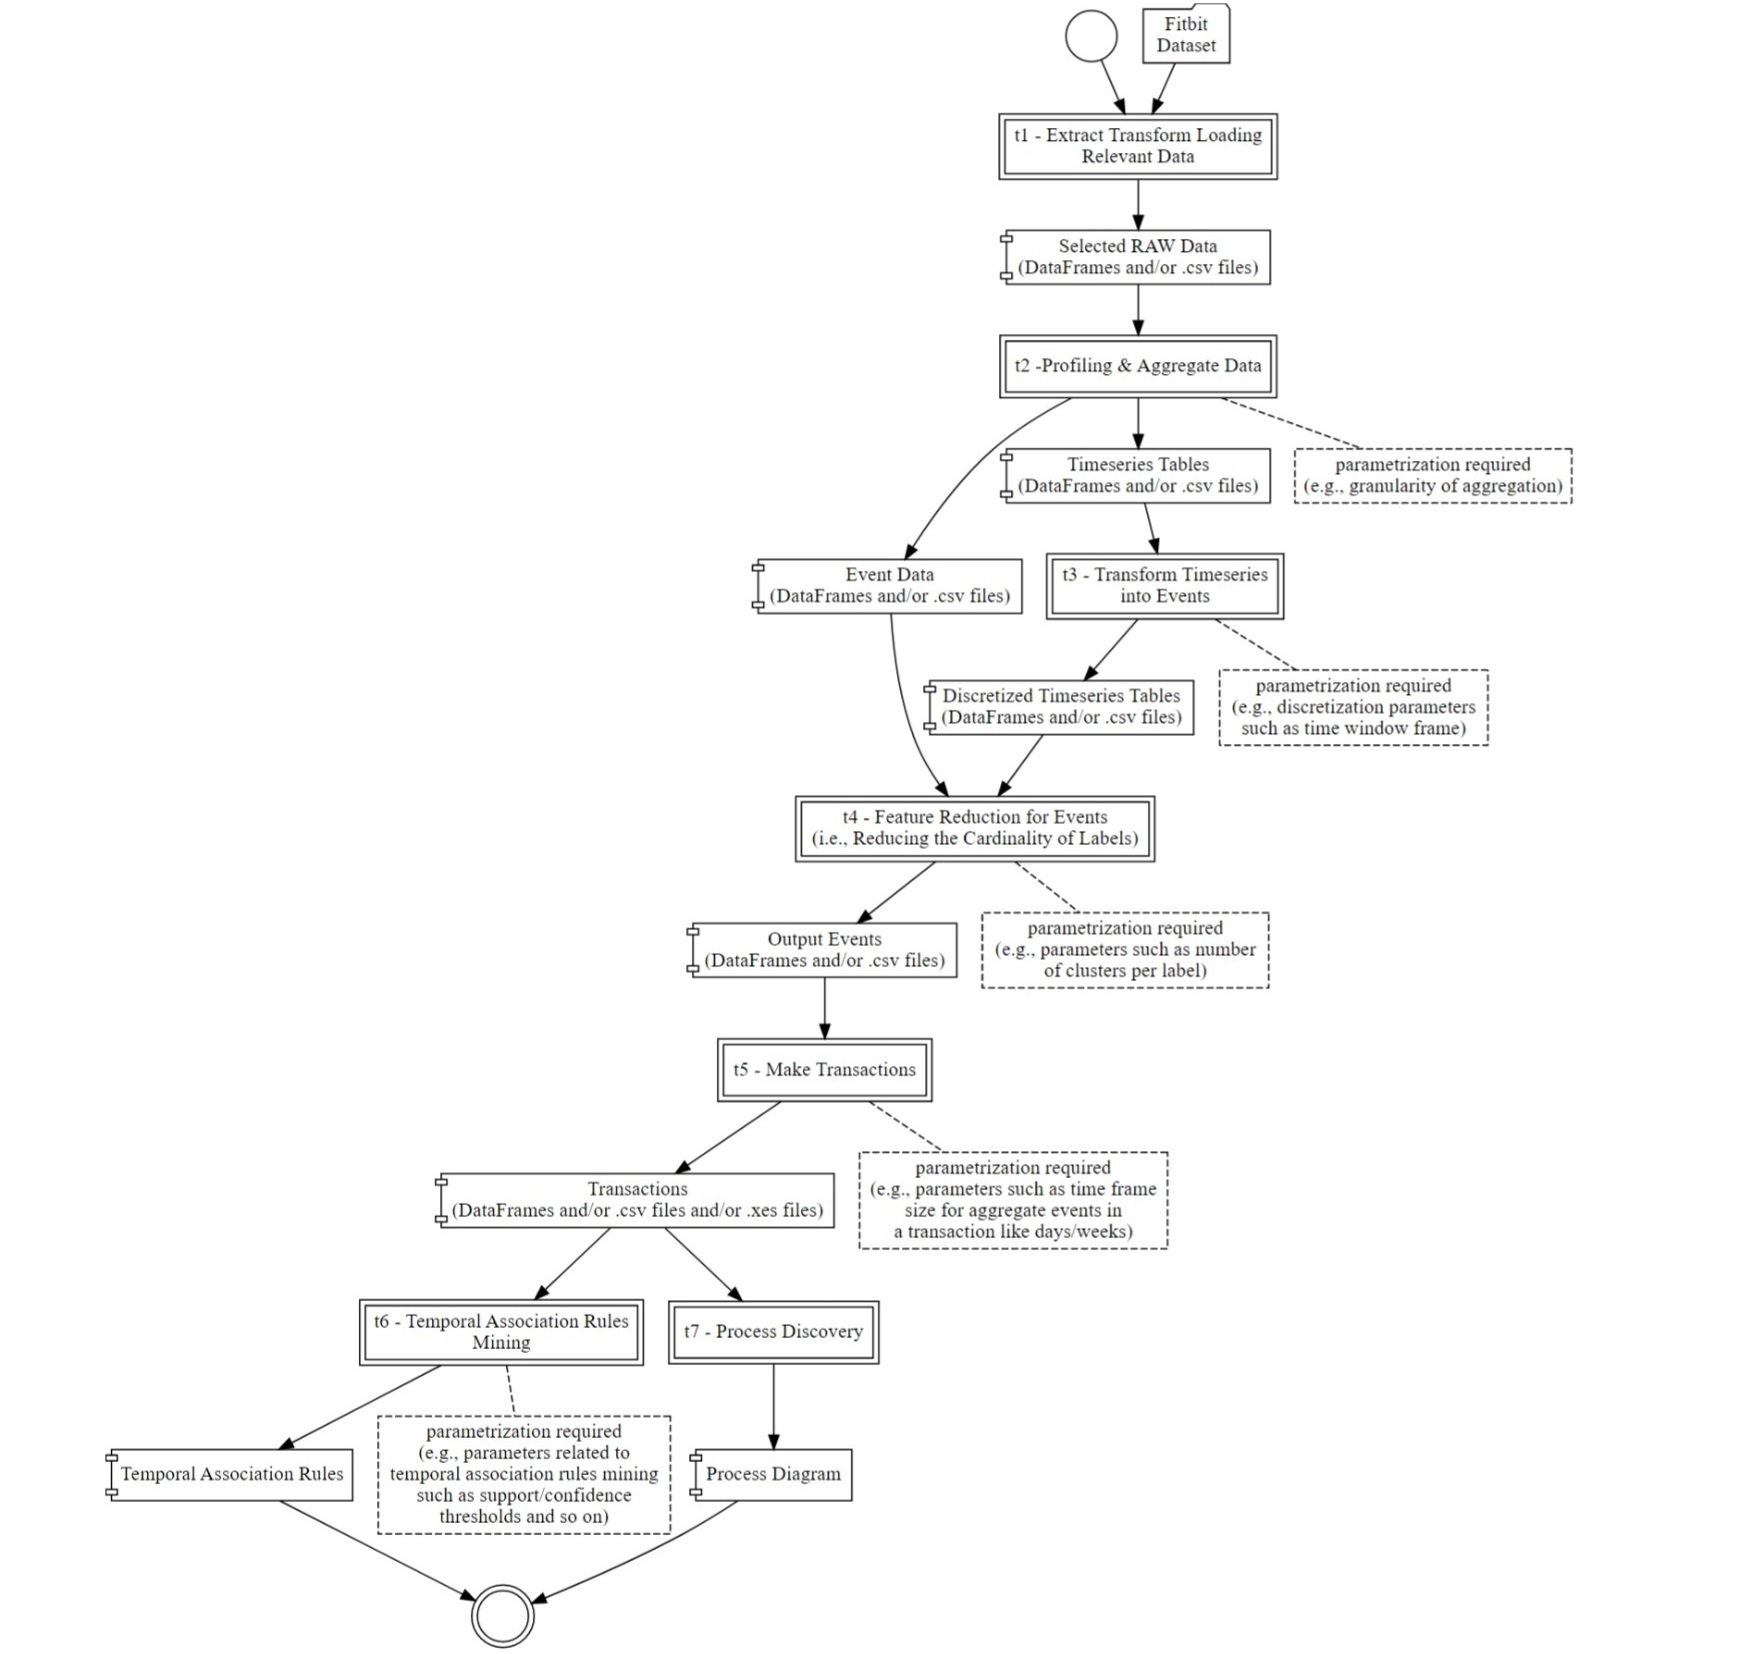 Fitbit
Dataset
t1 - Extract Transform Loading
Relevant Data
Selected RAW Data
(DataFrames and/or .csv files)
t2 -Profiling & Aggregate Data
Timeseries Tables
(DataFrames and/or .csv files)
parametrization required
(e.g., granularity of aggregation)
Event Data
(DataFrames and/or .csv files)
t3 - Transform Timeseries
into Events
Discretized Timeseries Tables
(DataFrames and/or .csv files)
parametrization required
(e.g., discretization parameters
such as time window frame)
t4 - Feature Reduction for Events
(i.e., Reducing the Cardinality of Labels)
Output Events
(DataFrames and/or .csv files)
parametrization required
(e.g., parameters such as number
of clusters per label)
t5 - Make Transactions
Transactions
(DataFrames and/or .csv files and/or .xes files)
parametrization required
(e.g., parameters such as time frame
size for aggregate events in
a transaction like days/weeks)
t6 - Temporal Association Rules
Mining
t7 - Process Discovery
Temporal Association Rules
parametrization required
(e.g., parameters related to
temporal association rules mining
such as support/confidence
thresholds and so on)
Process Diagram